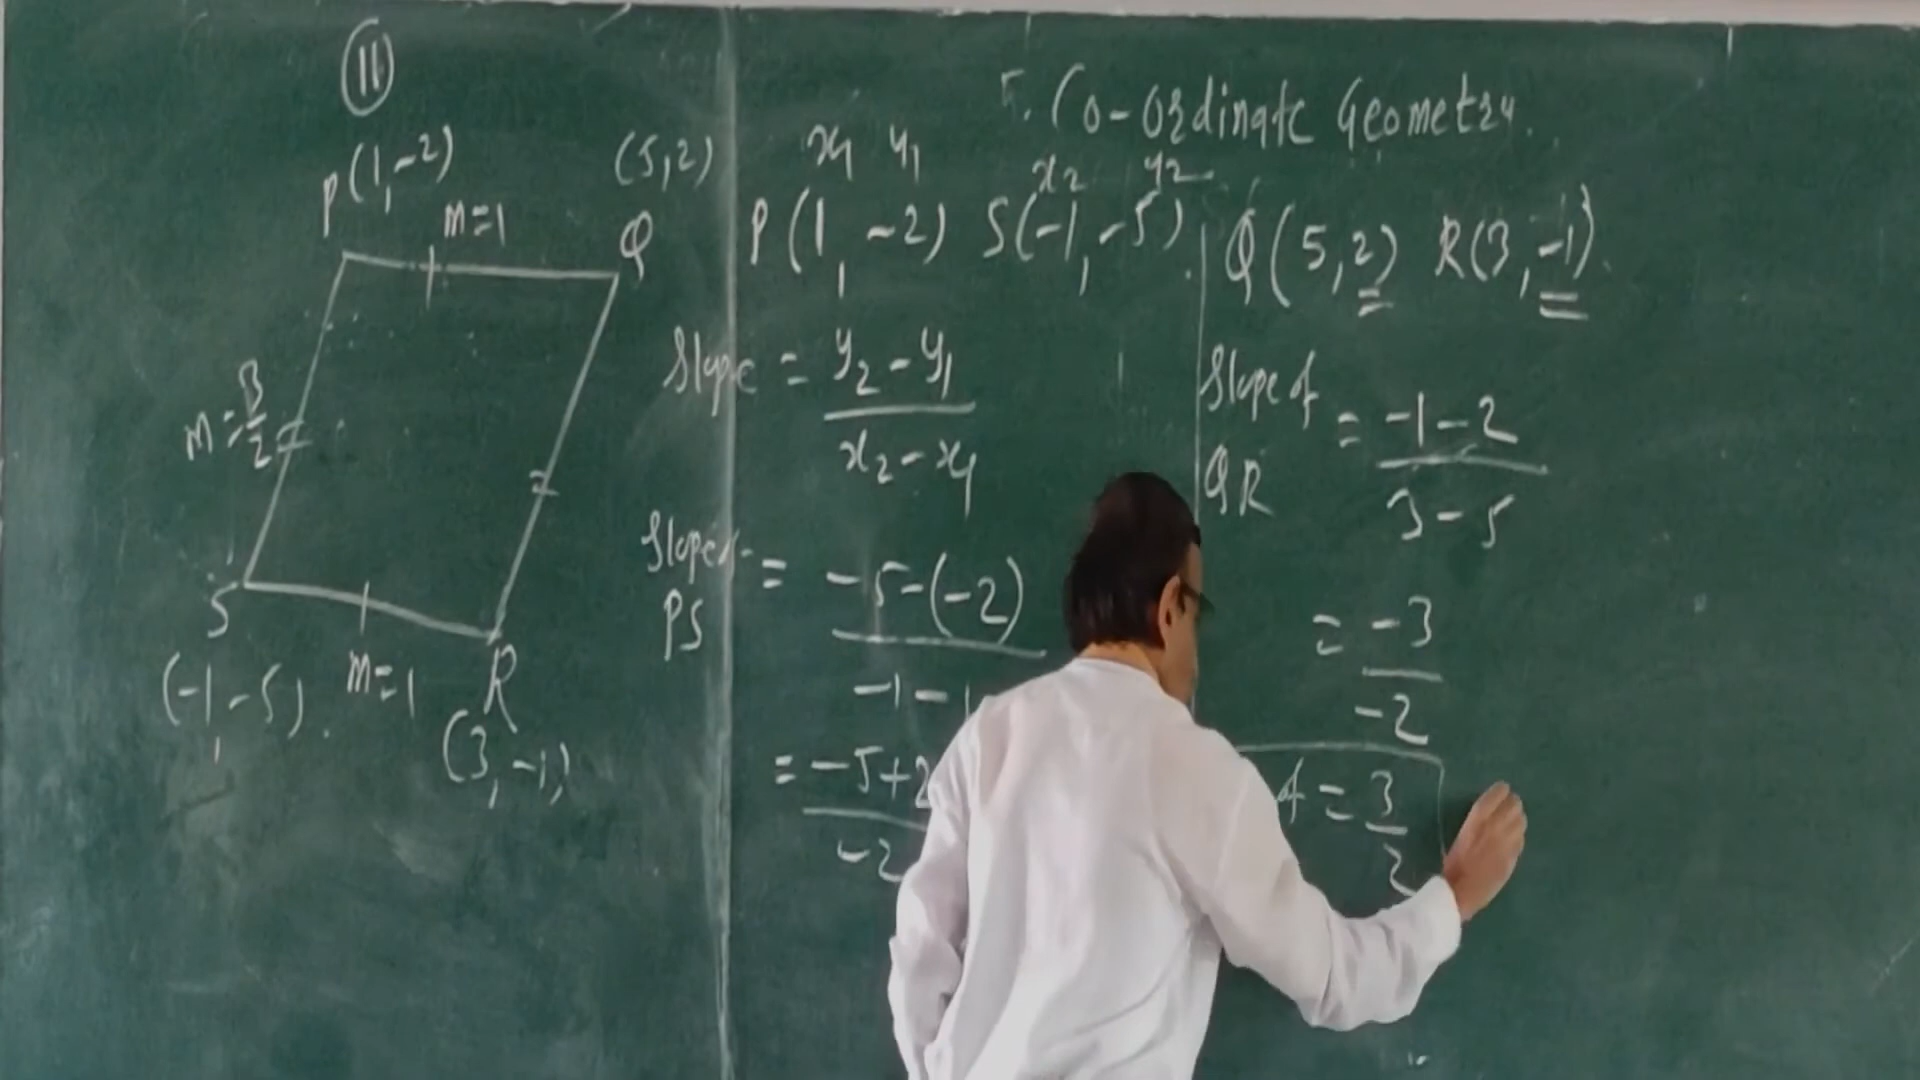 11
5. Co-ordinate Geometry.
P(1,-2)
(5,2)
m=1
Q
m=3/2
S
(-1,-5).
m=1
R
(3,-1)
x1 y1
x2 y2
P(1,-2) S(-1,-5).
Slope = y2-y1
x2-x1
Slope of
PS
= -5-(-2)
-1-1
= -5+2
-2
Q(5,2) R(3,-1).
Slope of
QR
= -1-2
3-5
= -3
-2
= 3
2